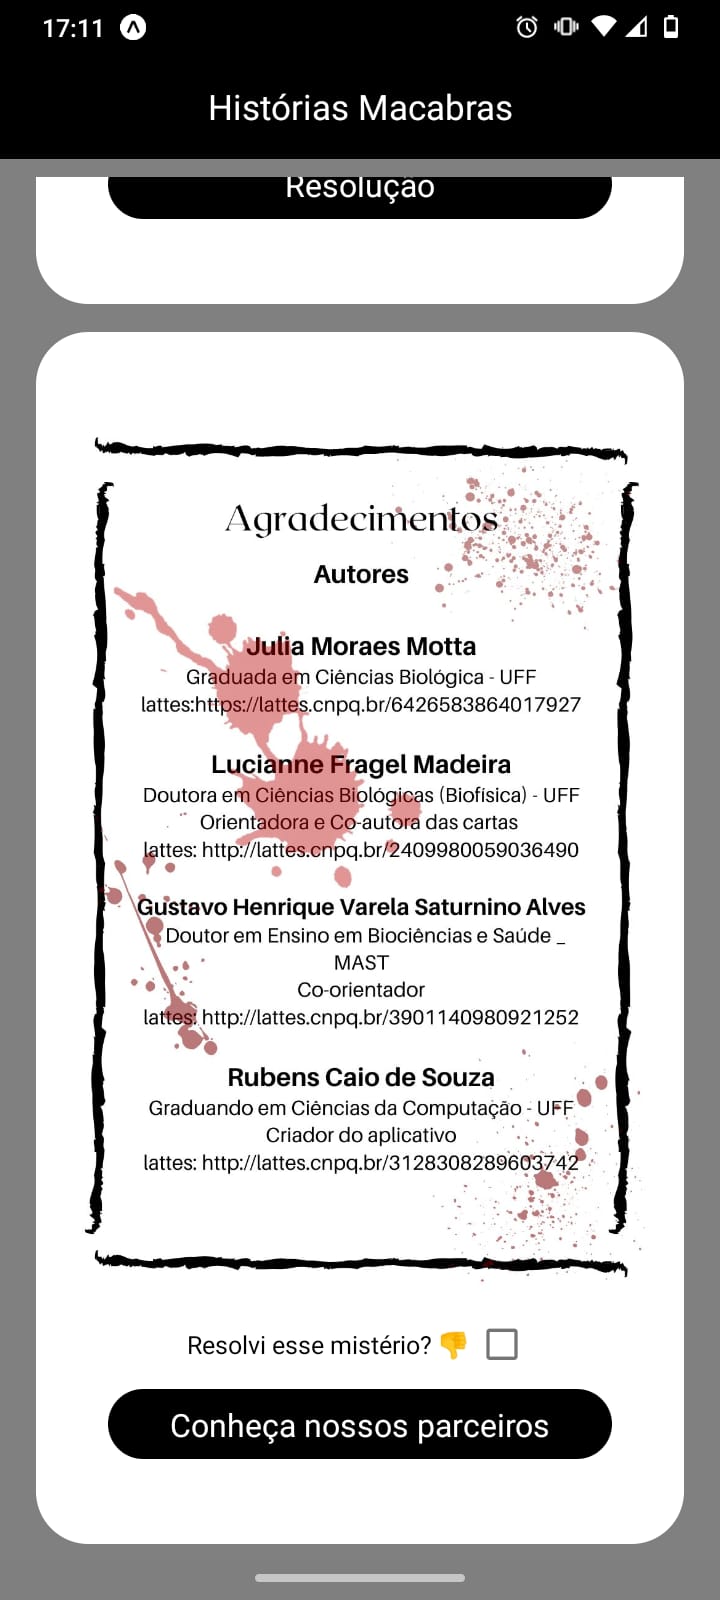 17:11
Histórias Macabras
Resolução
Agradecimentos
Autores
Julia Moraes Motta
Graduada em Ciências Biológica - UFF
lattes:https://lattes.cnpq.br/6426583864017927
Lucianne Fragel Madeira
Doutora em Ciências Biológicas (Biofísica) - UFF
Orientadora e Co-autora das cartas
lattes: http://lattes.cnpq.br/2409980059036490
Gustavo Henrique Varela Saturnino Alves
Doutor em Ensino em Biociências e Saúde _
MAST
Co-orientador
lattes: http://lattes.cnpq.br/3901140980921252
Rubens Caio de Souza
Graduando em Ciências da Computação - UFF
Criador do aplicativo
lattes: http://lattes.cnpq.br/3128308289603742
Resolvi esse mistério? 👎
Conheça nossos parceiros